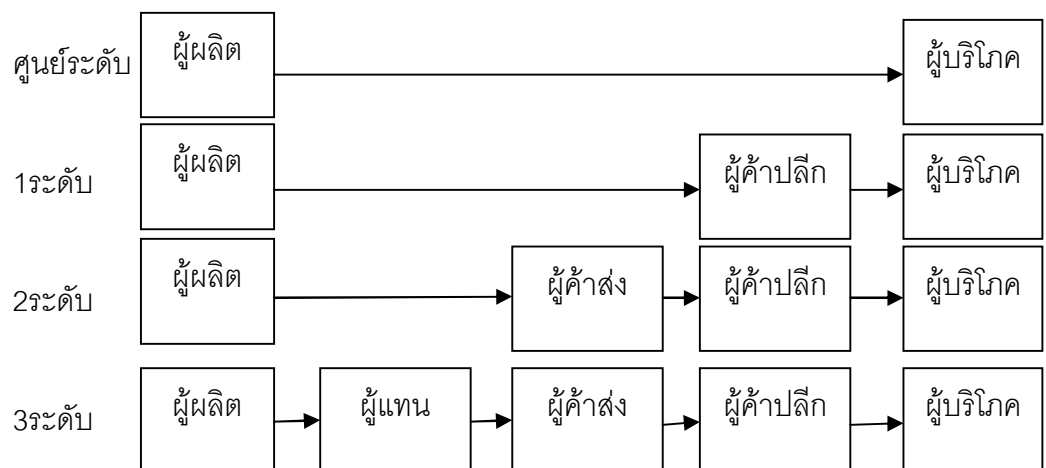 ศูนย์ระดับ ผู้ผลิต ผู้บริโภค
1ระดับ ผู้ผลิต ผู้ค้าปลีก ผู้บริโภค
2ระดับ ผู้ผลิต ผู้ค้าส่ง ผู้ค้าปลีก ผู้บริโภค
3ระดับ ผู้ผลิต ผู้แทน ผู้ค้าส่ง ผู้ค้าปลีก ผู้บริโภค